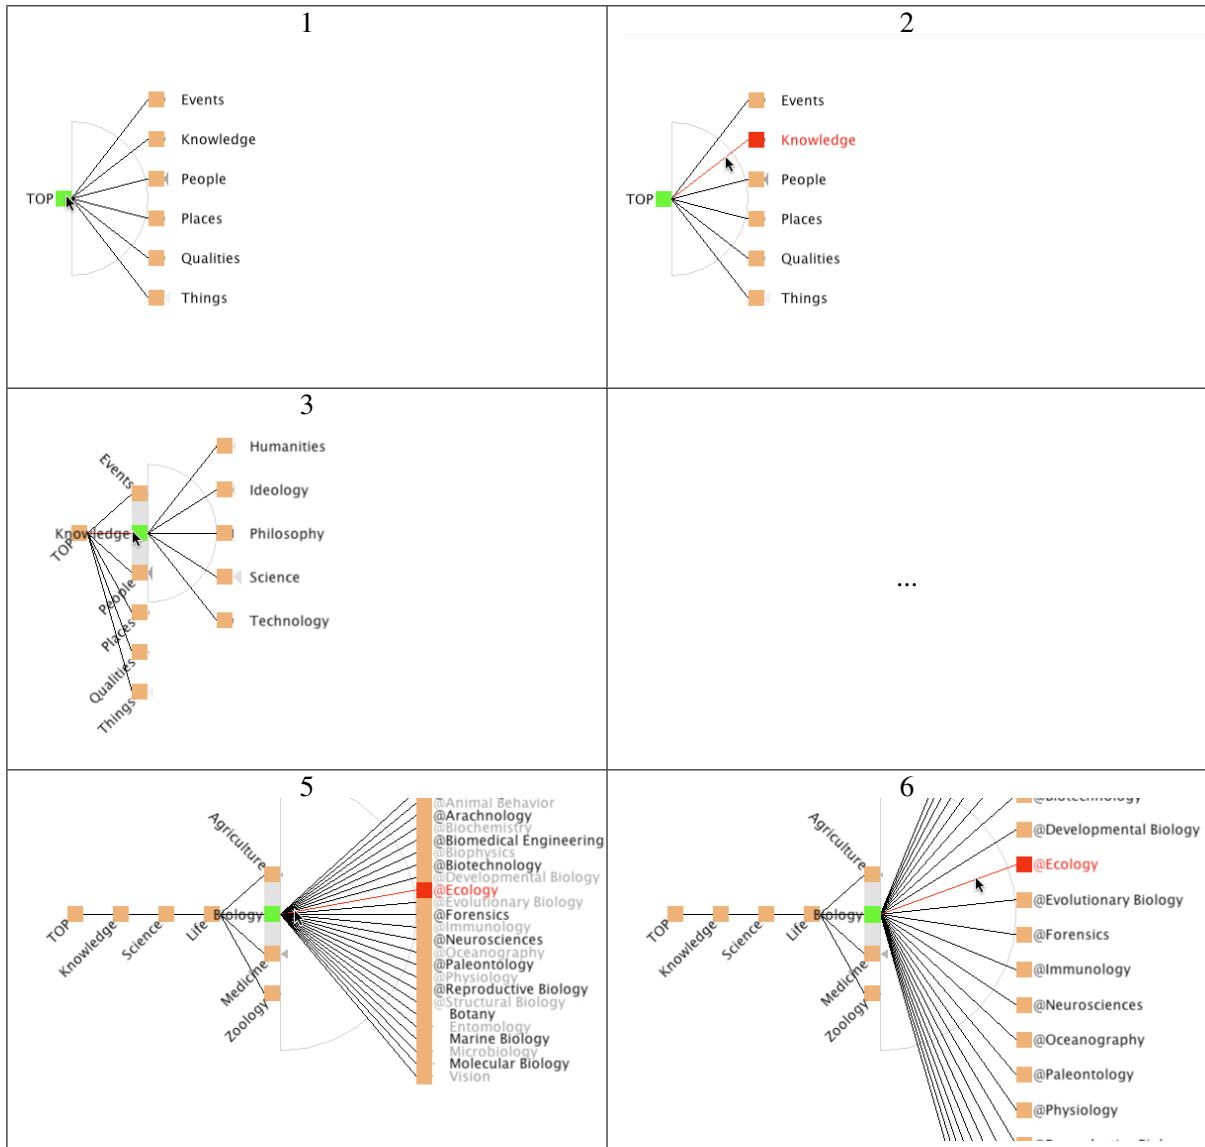 1
Events
Knowledge
People
TOP
Places
Qualities
Things
2
Events
Knowledge
People
TOP
Places
Qualities
Things
3
Humanities
Events
Ideology
Knowledge
TOP
Philosophy
People
Science
Places
Technology
Qualities
Things
...
5
@Animal Behavior
@Arachnology
@Biochemistry
@Biomedical Engineering
@Biophysics
@Biotechnology
@Developmental Biology
@Ecology
@Evolutionary Biology
@Forensics
@Immunology
@Neurosciences
@Oceanography
@Paleontology
@Physiology
@Reproductive Biology
@Structural Biology
Botany
Entomology
Marine Biology
Microbiology
Molecular Biology
Vision
Agriculture
Biology
TOP
Knowledge
Science
Life
Medicine
Zoology
6
@Biotechnology
@Developmental Biology
@Ecology
@Evolutionary Biology
@Forensics
@Immunology
@Neurosciences
@Oceanography
@Paleontology
@Physiology
Agriculture
Biology
TOP
Knowledge
Science
Life
Medicine
Zoology